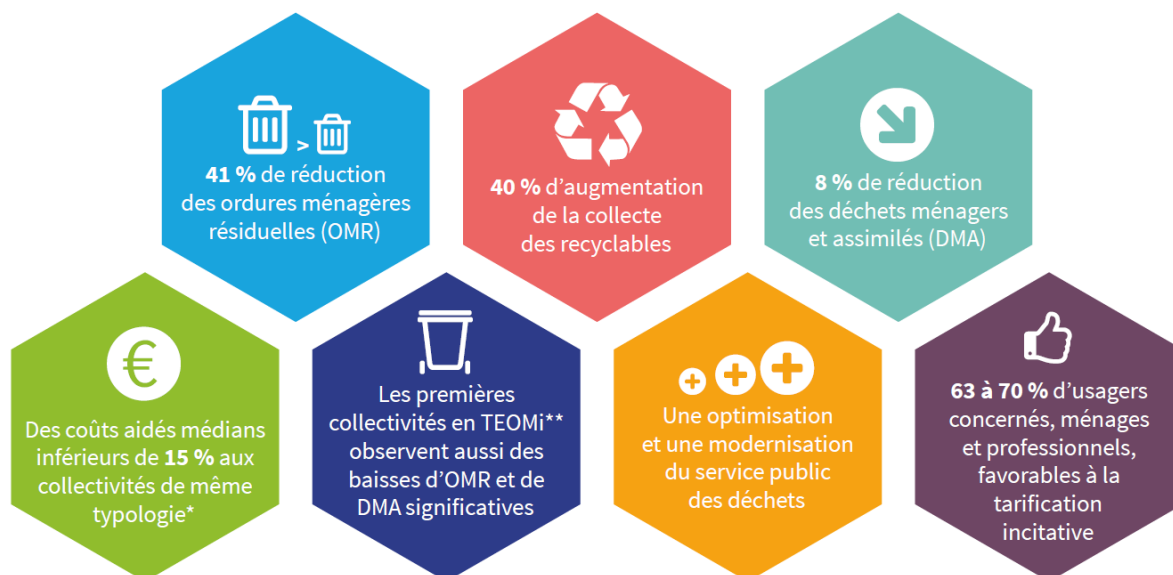 >
41 % de réduction
des ordures ménagères
résiduelles (OMR)
40 % d’augmentation
de la collecte
des recyclables
8 % de réduction
des déchets ménagers
et assimilés (DMA)
€
Des coûts aidés médians
inférieurs de 15 % aux
collectivités de même
typologie*
Les premières
collectivités en TEOMi**
observent aussi des
baisses d’OMR et de
DMA significatives
Une optimisation
et une modernisation
du service public
des déchets
63 à 70 % d’usagers
concernés, ménages
et professionnels,
favorables à la
tarification
incitative